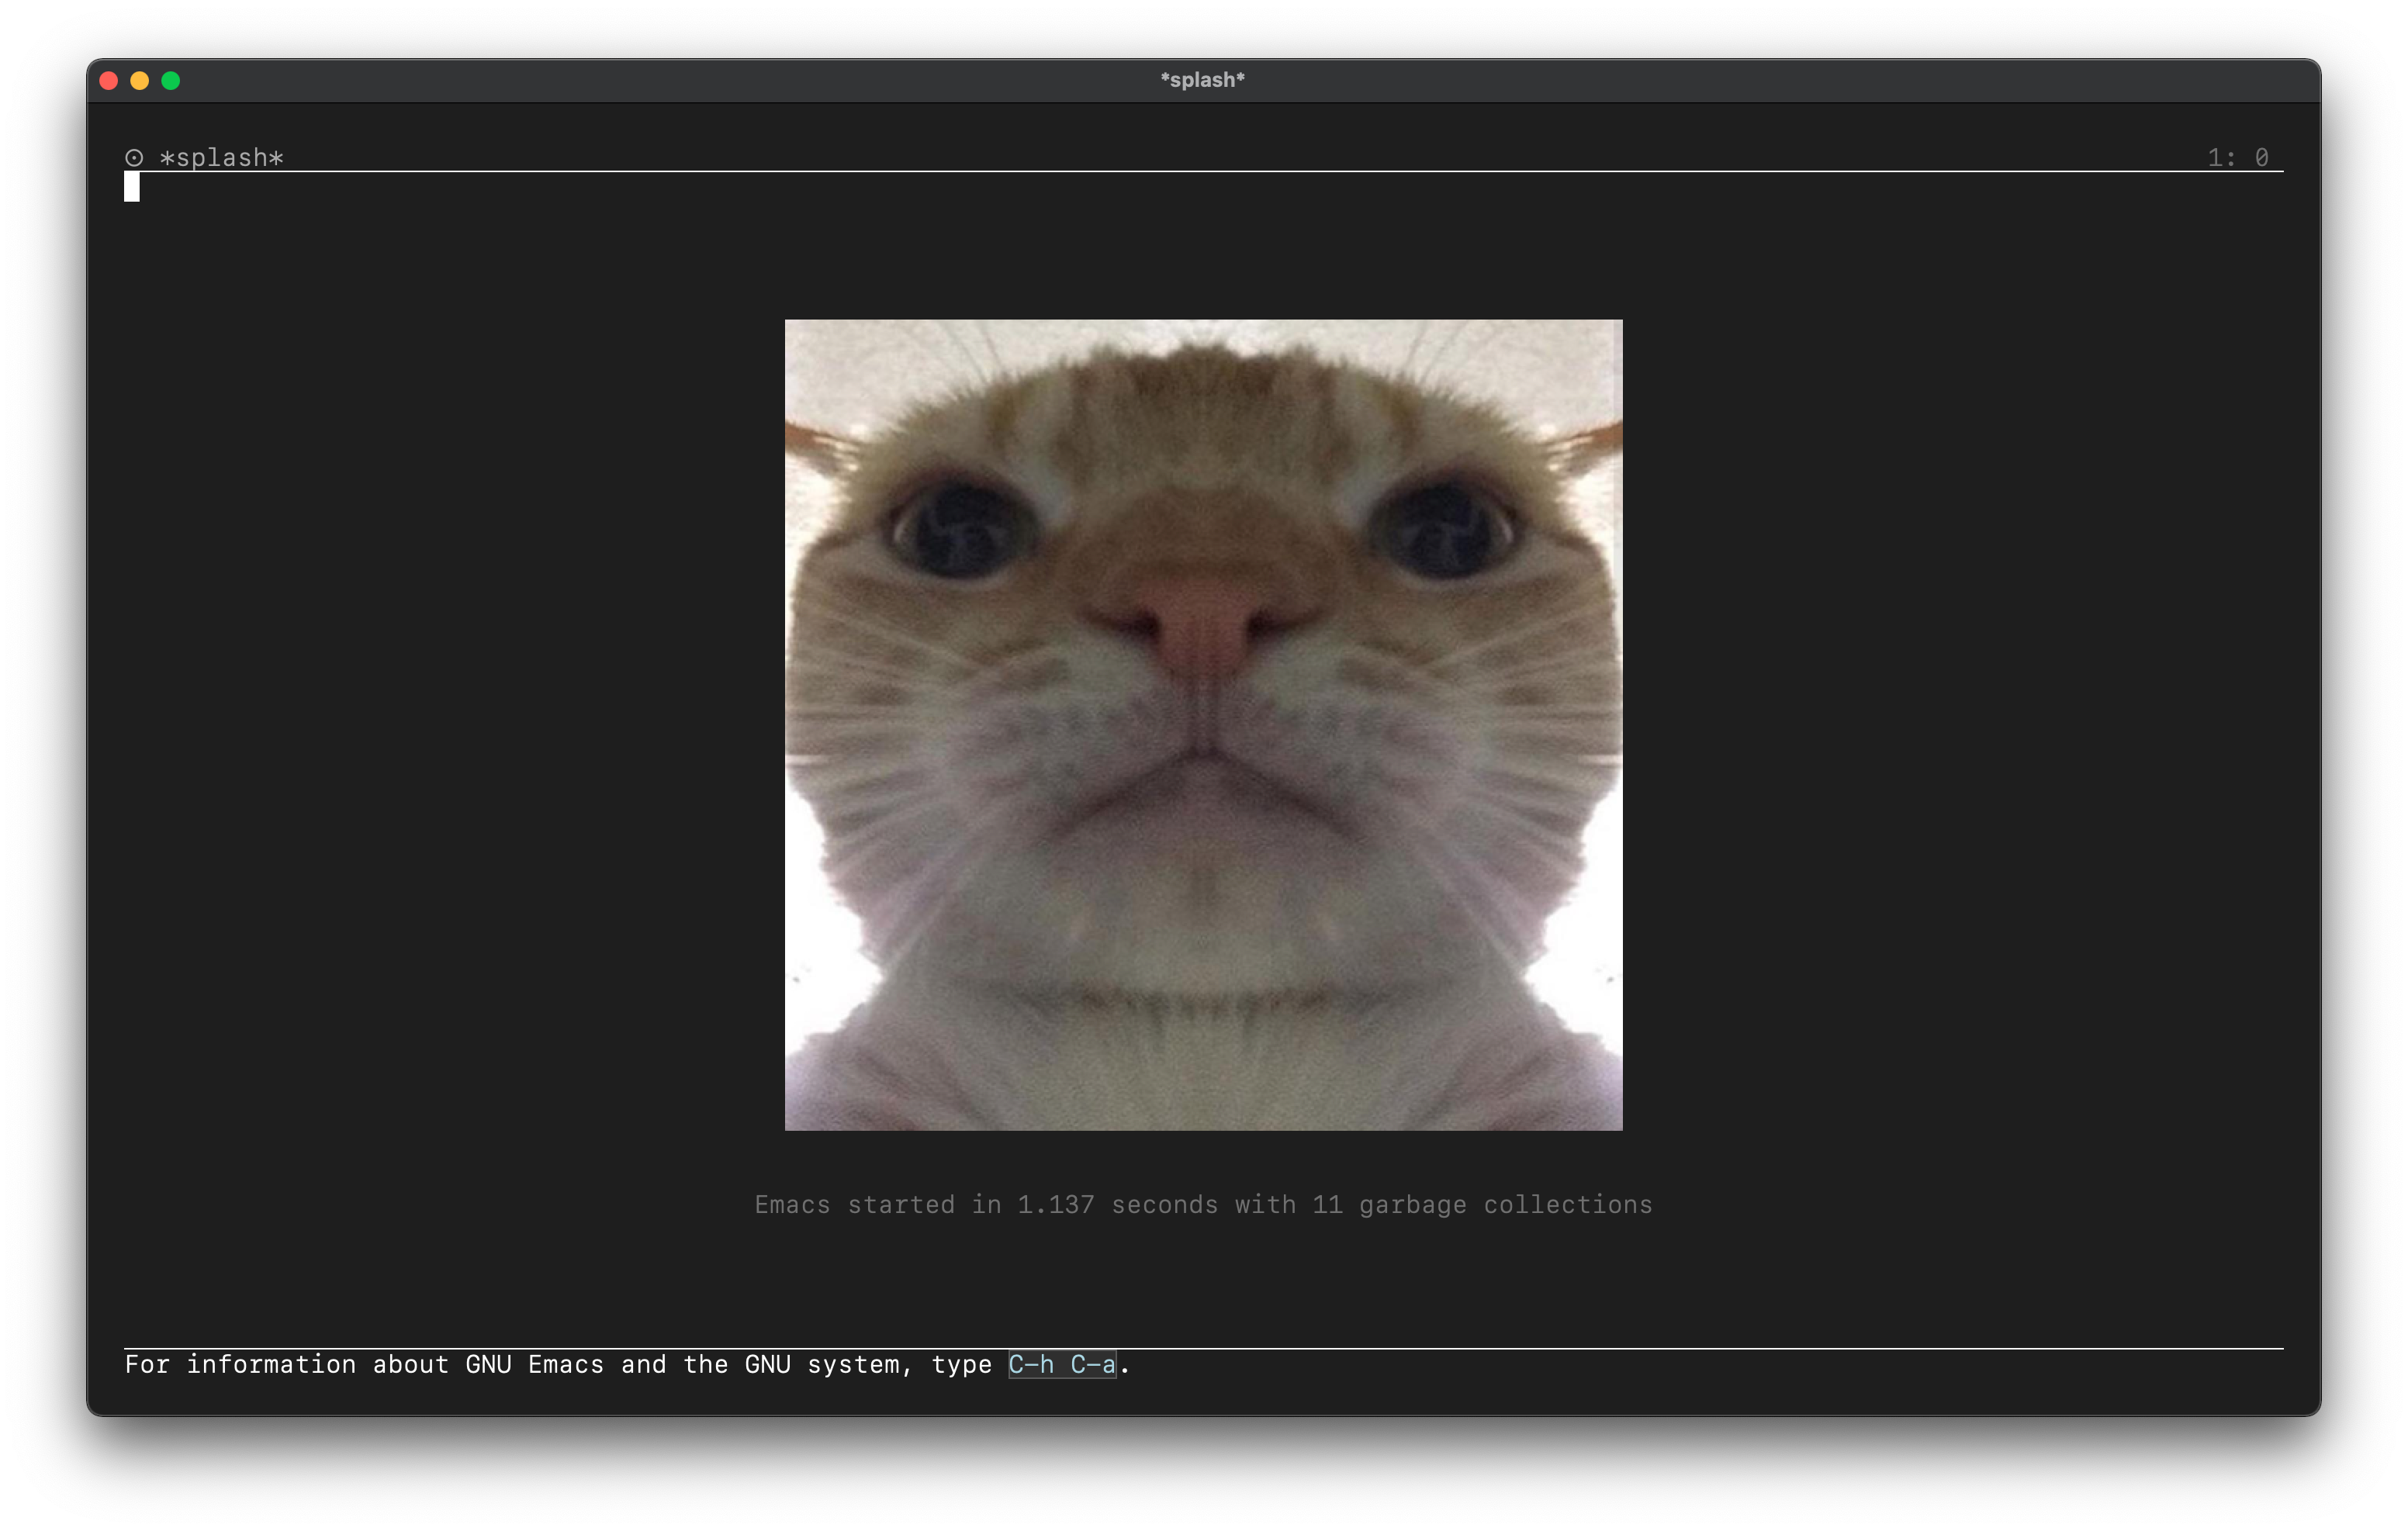 *splash*
⊙ *splash* 1: 0
Emacs started in 1.137 seconds with 11 garbage collections
For information about GNU Emacs and the GNU system, type C-h C-a.